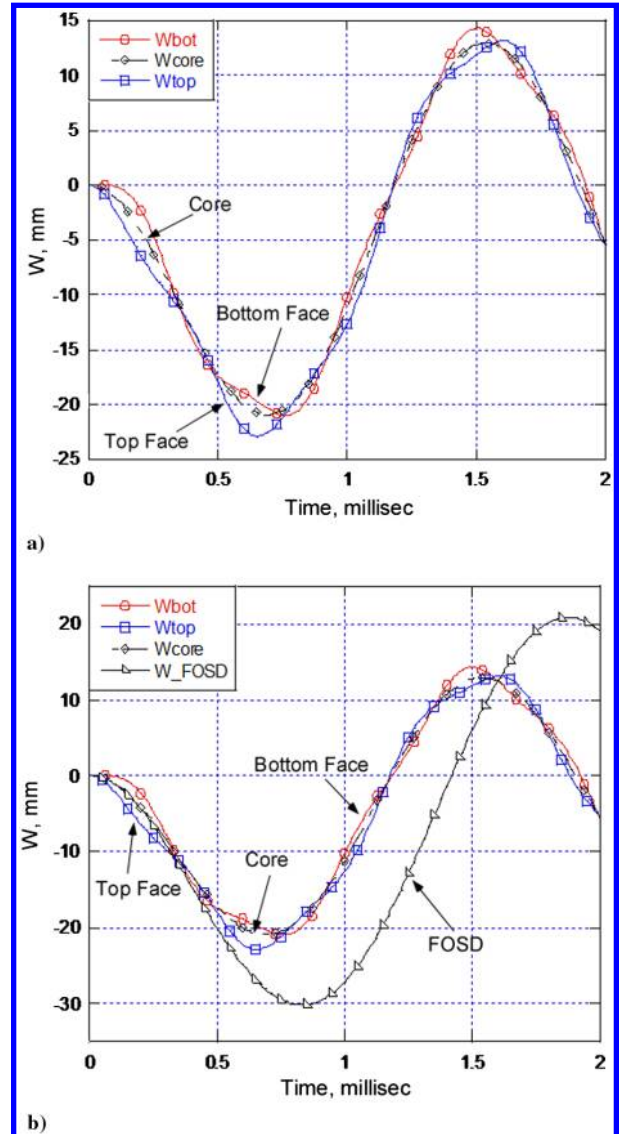 15
10
5
0
-5
-10
-15
-20
-25
W, mm
Wbot
Wcore
Wtop
Core
Bottom Face
Top Face
0 0.5 1 1.5 2
Time, millisec
a)
20
10
0
-10
-20
-30
W, mm
Wbot
Wtop
Wcore
W_FOSD
Bottom Face
Top Face
Core
FOSD
0 0.5 1 1.5 2
Time, millisec
b)